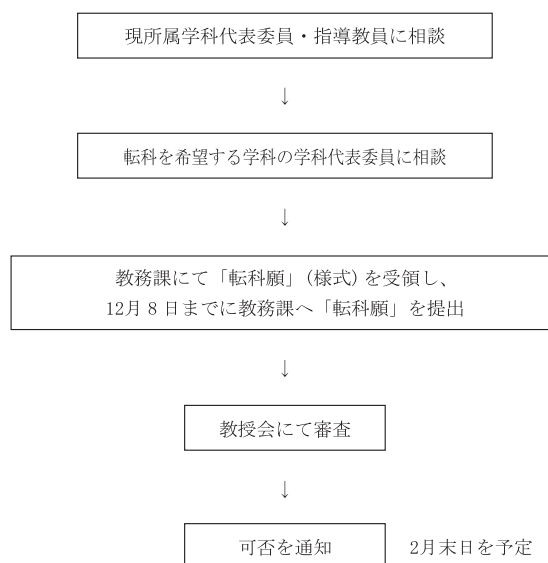 現所属学科代表委員・指導教員に相談
↓
転科を希望する学科の学科代表委員に相談
↓
教務課にて「転科願」(様式)を受領し、
12月8日までに教務課へ「転科願」を提出
↓
教授会にて審査
↓
可否を通知　2月末日を予定